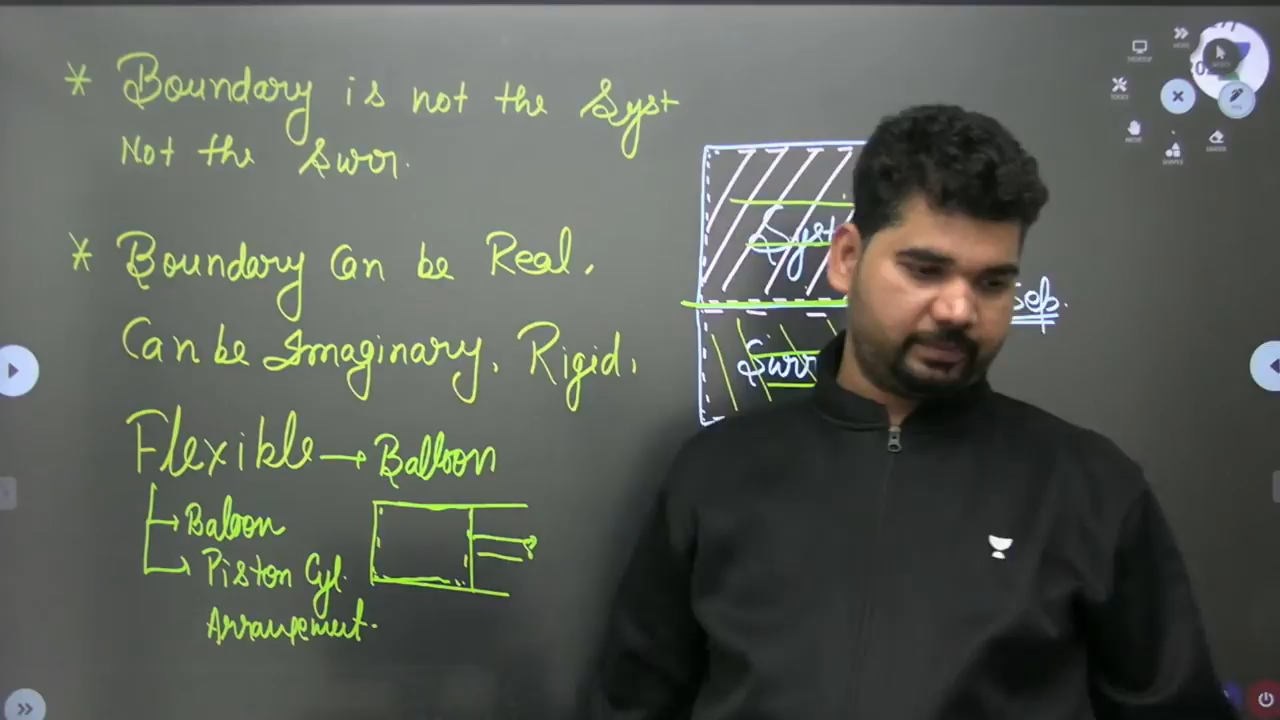 * Boundary is not the Syst
Not the Surr.
* Boundary Can be Real.
Can be Imaginary. Rigid.
Flexible → Balloon
→ Baloon
→ Piston Cyl.
Arrangement.
Syst
Surr
Sep.